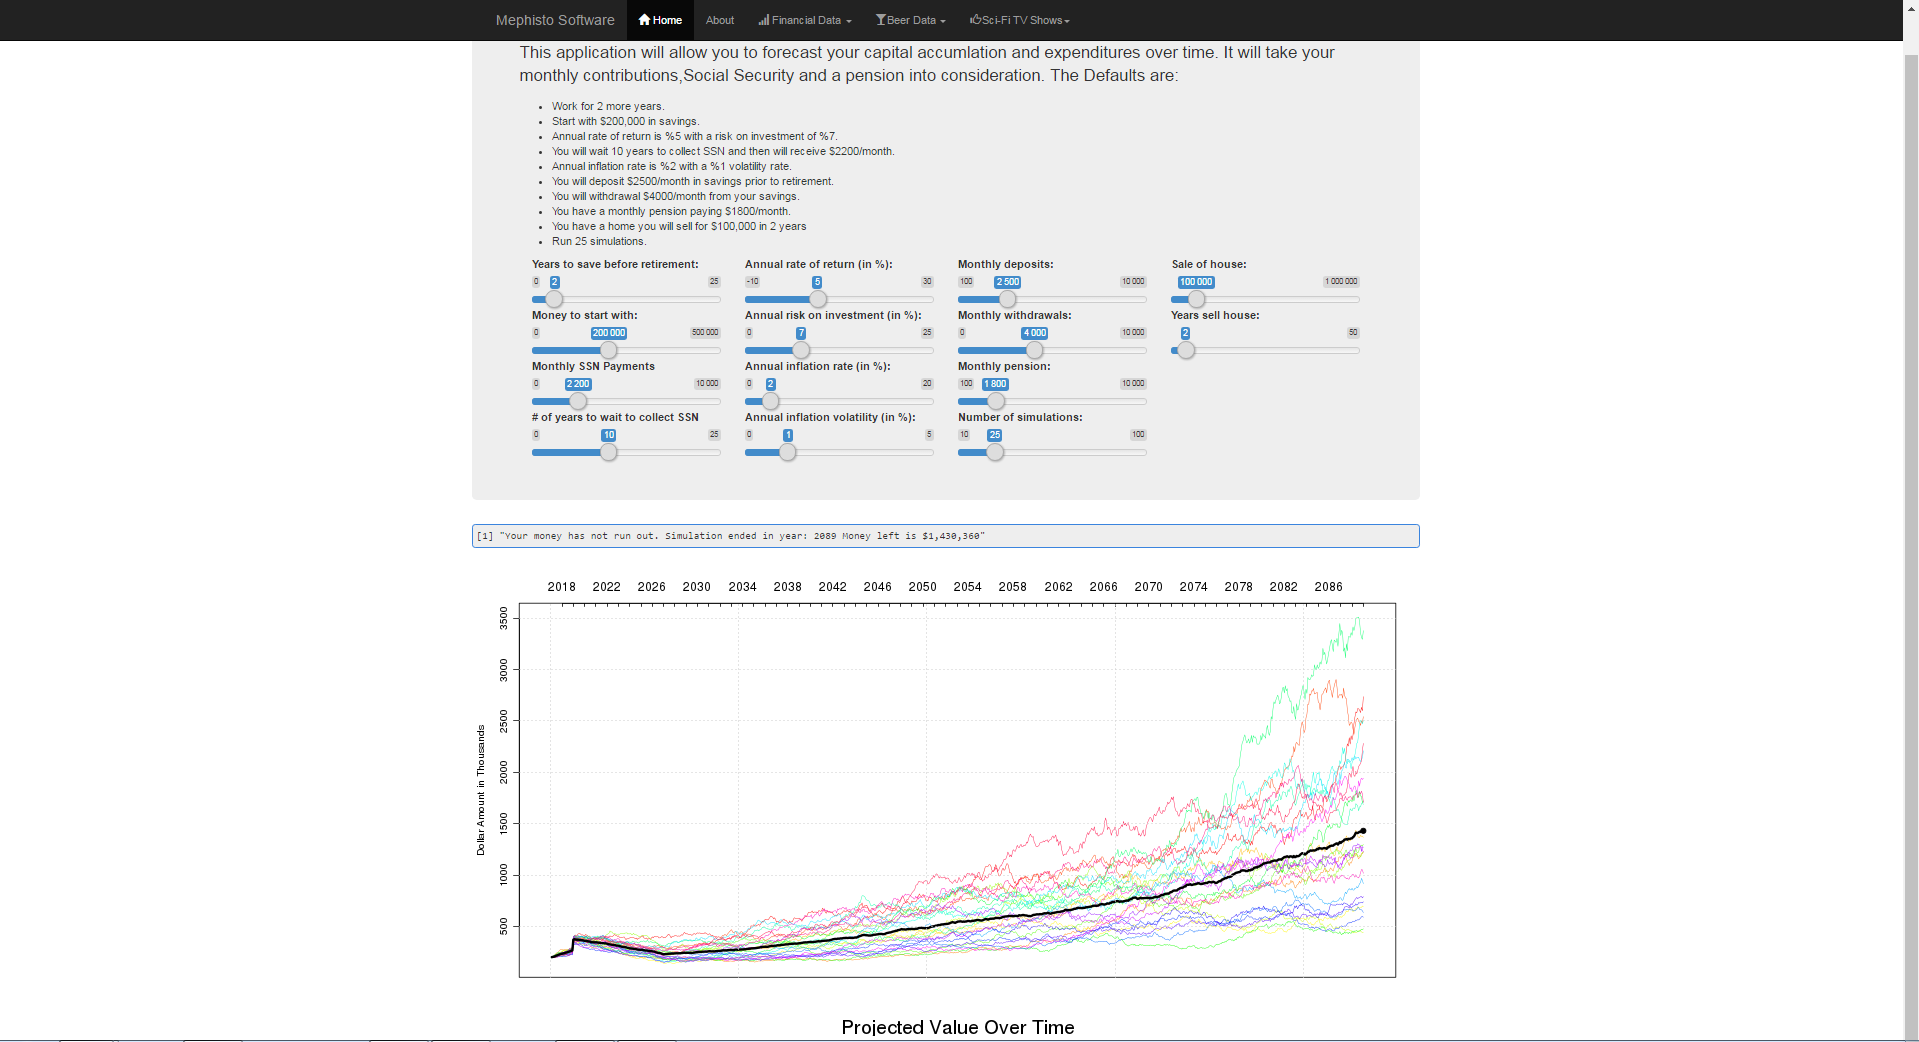 Mephisto Software Home About Financial Data Beer Data Sci-Fi TV Shows
This application will allow you to forecast your capital accumlation and expenditures over time. It will take your
monthly contributions,Social Security and a pension into consideration. The Defaults are:
Work for 2 more years.
Start with $200,000 in savings.
Annual rate of return is %5 with a risk on investment of %7.
You will wait 10 years to collect SSN and then will receive $2200/month.
Annual inflation rate is %2 with a %1 volatility rate.
You will deposit $2500/month in savings prior to retirement.
You will withdrawal $4000/month from your savings.
You have a monthly pension paying $1800/month.
You have a home you will sell for $100,000 in 2 years
Run 25 simulations.
Years to save before retirement: Annual rate of return (in %): Monthly deposits: Sale of house:
0 2 25 -10 5 30 100 2 500 10 000 100 000 1 000 000
Money to start with: Annual risk on investment (in %): Monthly withdrawals: Years sell house:
0 200 000 500 000 0 7 25 0 4 000 10 000 2 50
Monthly SSN Payments Annual inflation rate (in %): Monthly pension:
0 2 200 10 000 0 2 20 100 1 800 10 000
# of years to wait to collect SSN Annual inflation volatility (in %): Number of simulations:
0 10 25 0 1 5 10 25 100
[1] "Your money has not run out. Simulation ended in year: 2089 Money left is $1,430,360"
2018 2022 2026 2030 2034 2038 2042 2046 2050 2054 2058 2062 2066 2070 2074 2078 2082 2086
3500
3000
2500
2000
1500
1000
500
Dollar Amount in Thousands
Projected Value Over Time